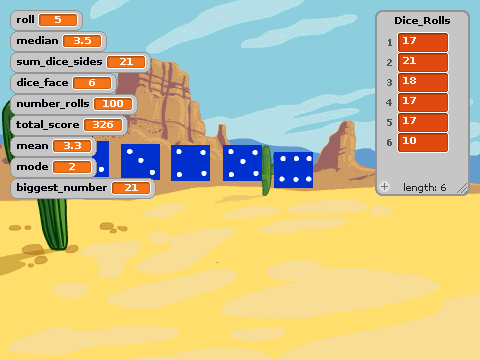 roll 5
median 3.5
sum_dice_sides 21
dice_face 6
number_rolls 100
total_score 326
mean 3.3
mode 2
biggest_number 21
Dice_Rolls
1 17
2 21
3 18
4 17
5 17
6 10
+ length: 6